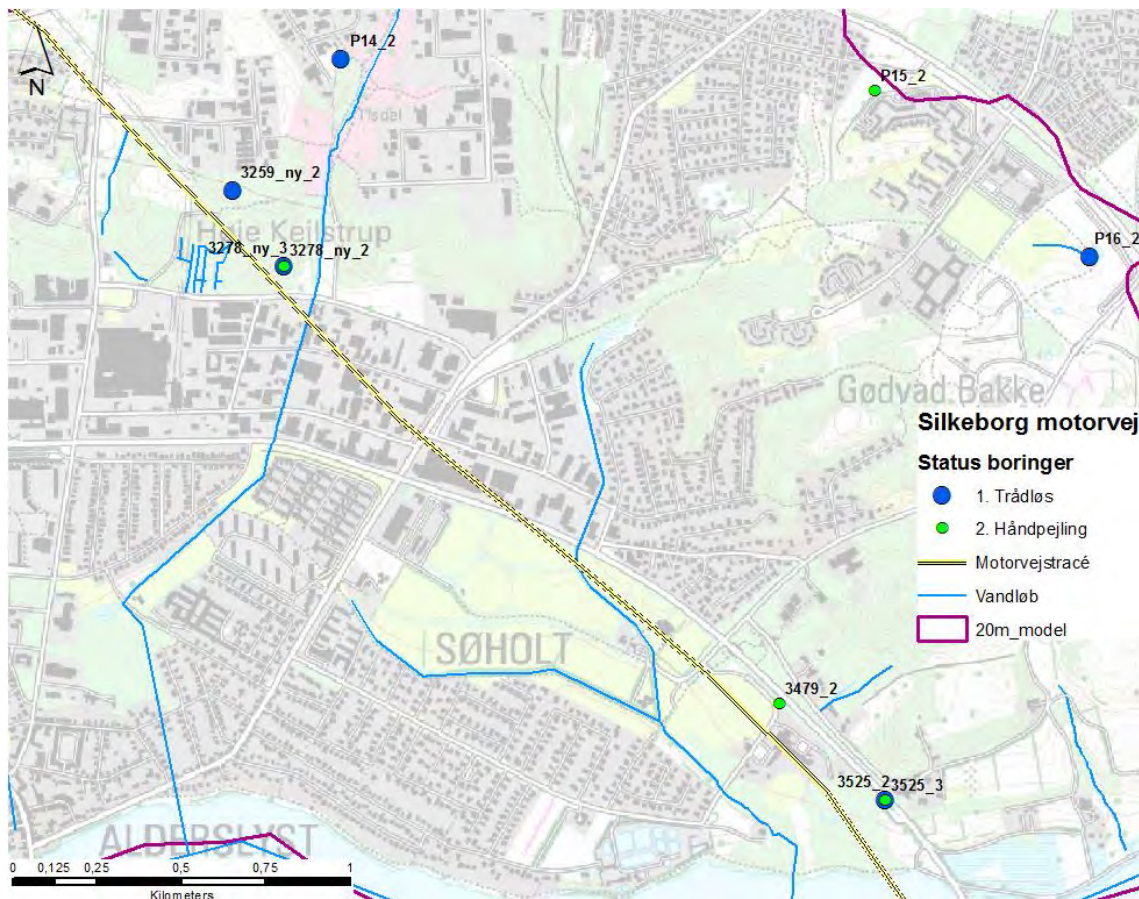 P14_2
P15_2
N
3259_ny_2
Høje Kejlstrup
3278_ny_3 3278_ny_2
P16_2
Gødvad Bakke
Silkeborg motorvej
Status boringer
1. Trådløs
2. Håndpejling
Motorvejstracé
Vandløb
20m_model
SØHOLT
3479_2
3525_2 3525_3
ALDERSLYST
0 0,125 0,25 0,5 0,75 1
Kilometers